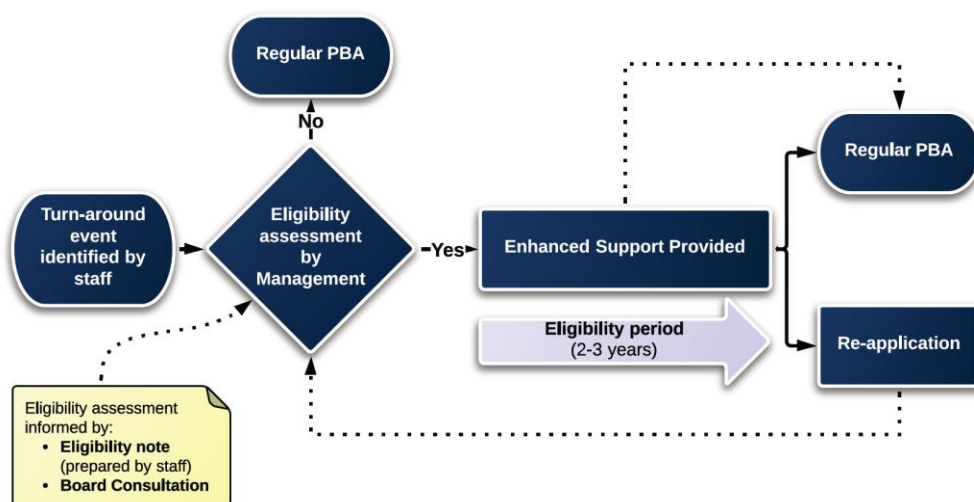 Regular PBA
No
Turn-around
event
identified by
staff
Eligibility
assessment
by
Management
Yes
Enhanced Support Provided
Regular PBA
Eligibility period
(2-3 years)
Re-application
Eligibility assessment
informed by:
• Eligibility note
(prepared by staff)
• Board Consultation